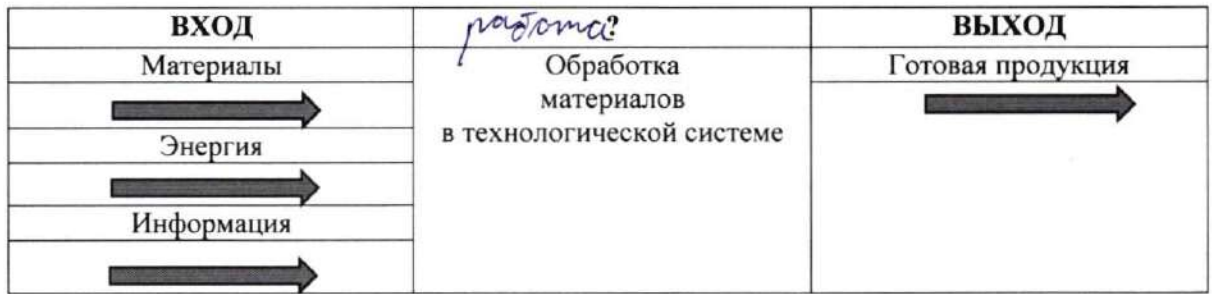 ВХОД
работа?
ВЫХОД
Материалы
Обработка
материалов
в технологической системе
Готовая продукция
Энергия
Информация